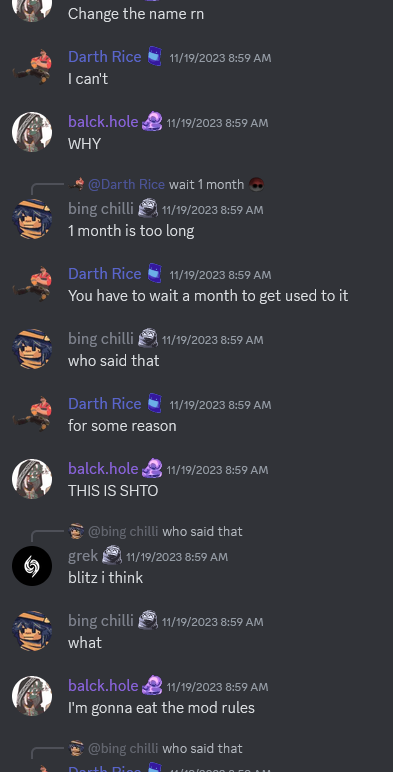 Change the name rn
Darth Rice 11/19/2023 8:59 AM
I can't
balck.hole 11/19/2023 8:59 AM
WHY
@Darth Rice wait 1 month
bing chilli 11/19/2023 8:59 AM
1 month is too long
Darth Rice 11/19/2023 8:59 AM
You have to wait a month to get used to it
bing chilli 11/19/2023 8:59 AM
who said that
Darth Rice 11/19/2023 8:59 AM
for some reason
balck.hole 11/19/2023 8:59 AM
THIS IS SHTO
@bing chilli who said that
grek 11/19/2023 8:59 AM
blitz i think
bing chilli 11/19/2023 8:59 AM
what
balck.hole 11/19/2023 8:59 AM
I'm gonna eat the mod rules
@bing chilli who said that
Darth Rice